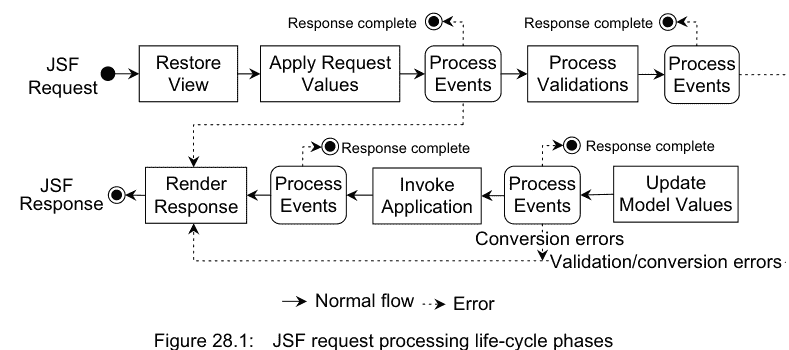 Response complete
Response complete
JSF
Request
Restore
View
Apply Request
Values
Process
Events
Process
Validations
Process
Events
Response complete
Response complete
JSF
Response
Render
Response
Process
Events
Invoke
Application
Process
Events
Update
Model Values
Conversion errors
Validation/conversion errors
Normal flow
Error
Figure 28.1: JSF request processing life-cycle phases